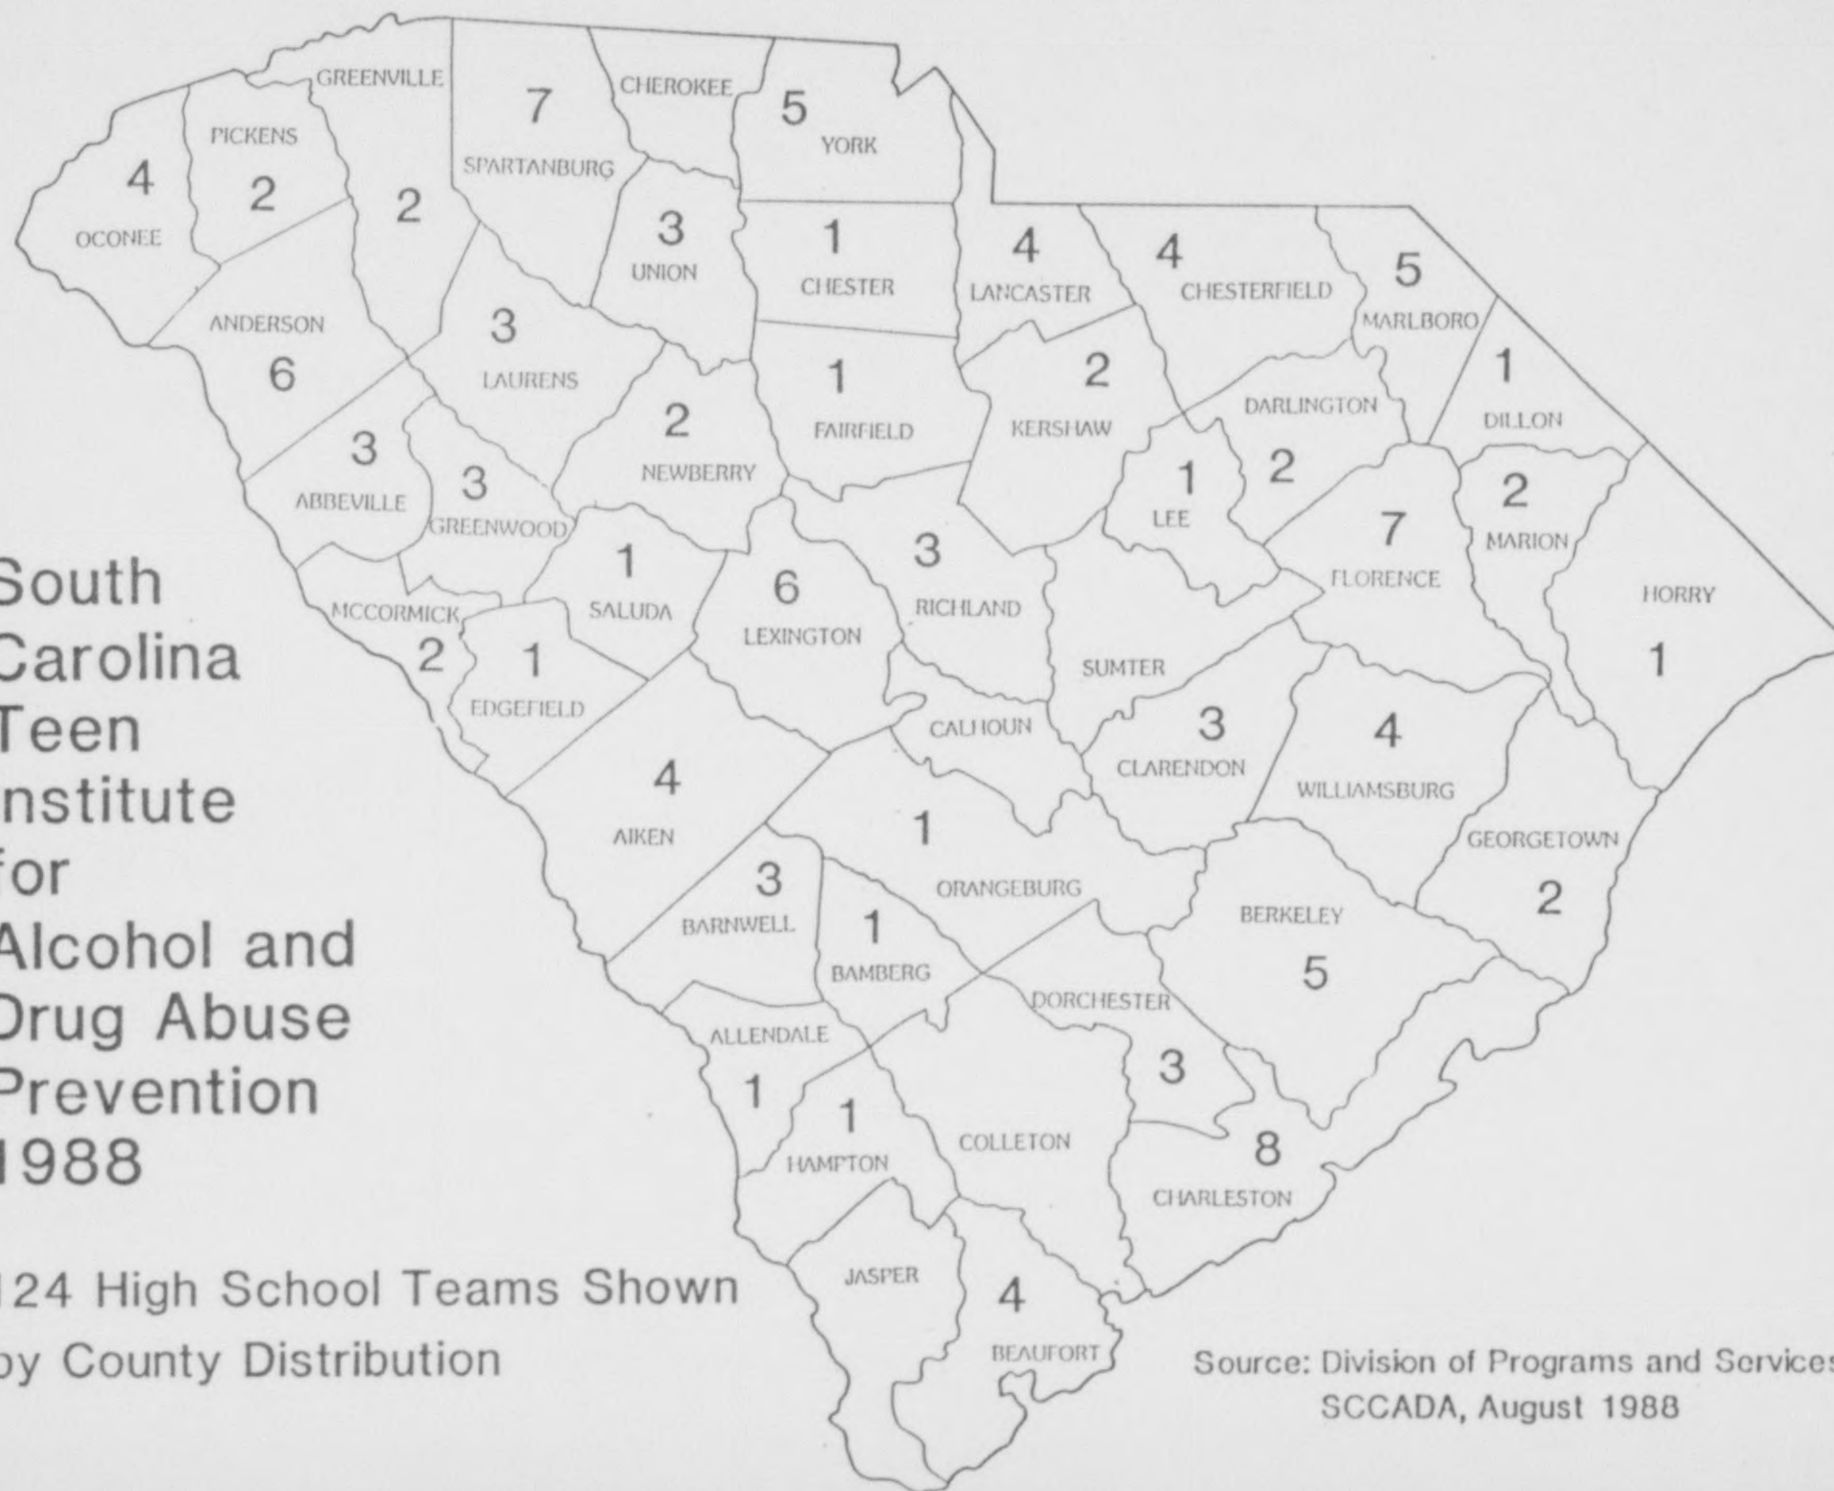 GREENVILLE
2
PICKENS
2
4
OCONEE
7
SPARTANBURG
CHEROKEE
5
YORK
3
UNION
1
CHESTER
4
LANCASTER
4
CHESTERFIELD
5
MARLBORO
ANDERSON
6
3
LAURENS
2
NEWBERRY
1
FAIRFIELD
2
KERSHAW
DARLINGTON
2
1
DILLON
3
ABBEVILLE
3
GREENWOOD
1
LEE
7
FLORENCE
2
MARION
HORRY
1
MCCORMICK
2
1
EDGEFIELD
1
SALUDA
6
LEXINGTON
3
RICHLAND
SUMTER
CALHOUN
3
CLARENDON
4
WILLIAMSBURG
GEORGETOWN
2
4
AIKEN
3
BARNWELL
1
BAMBERG
1
ORANGEBURG
BERKELEY
5
DORCHESTER
3
ALLENDALE
1
1
HAMPTON
COLLETON
8
CHARLESTON
JASPER
4
BEAUFORT
South
Carolina
Teen
Institute
for
Alcohol and
Drug Abuse
Prevention
1988
124 High School Teams Shown
by County Distribution
Source: Division of Programs and Services
SCCADA, August 1988